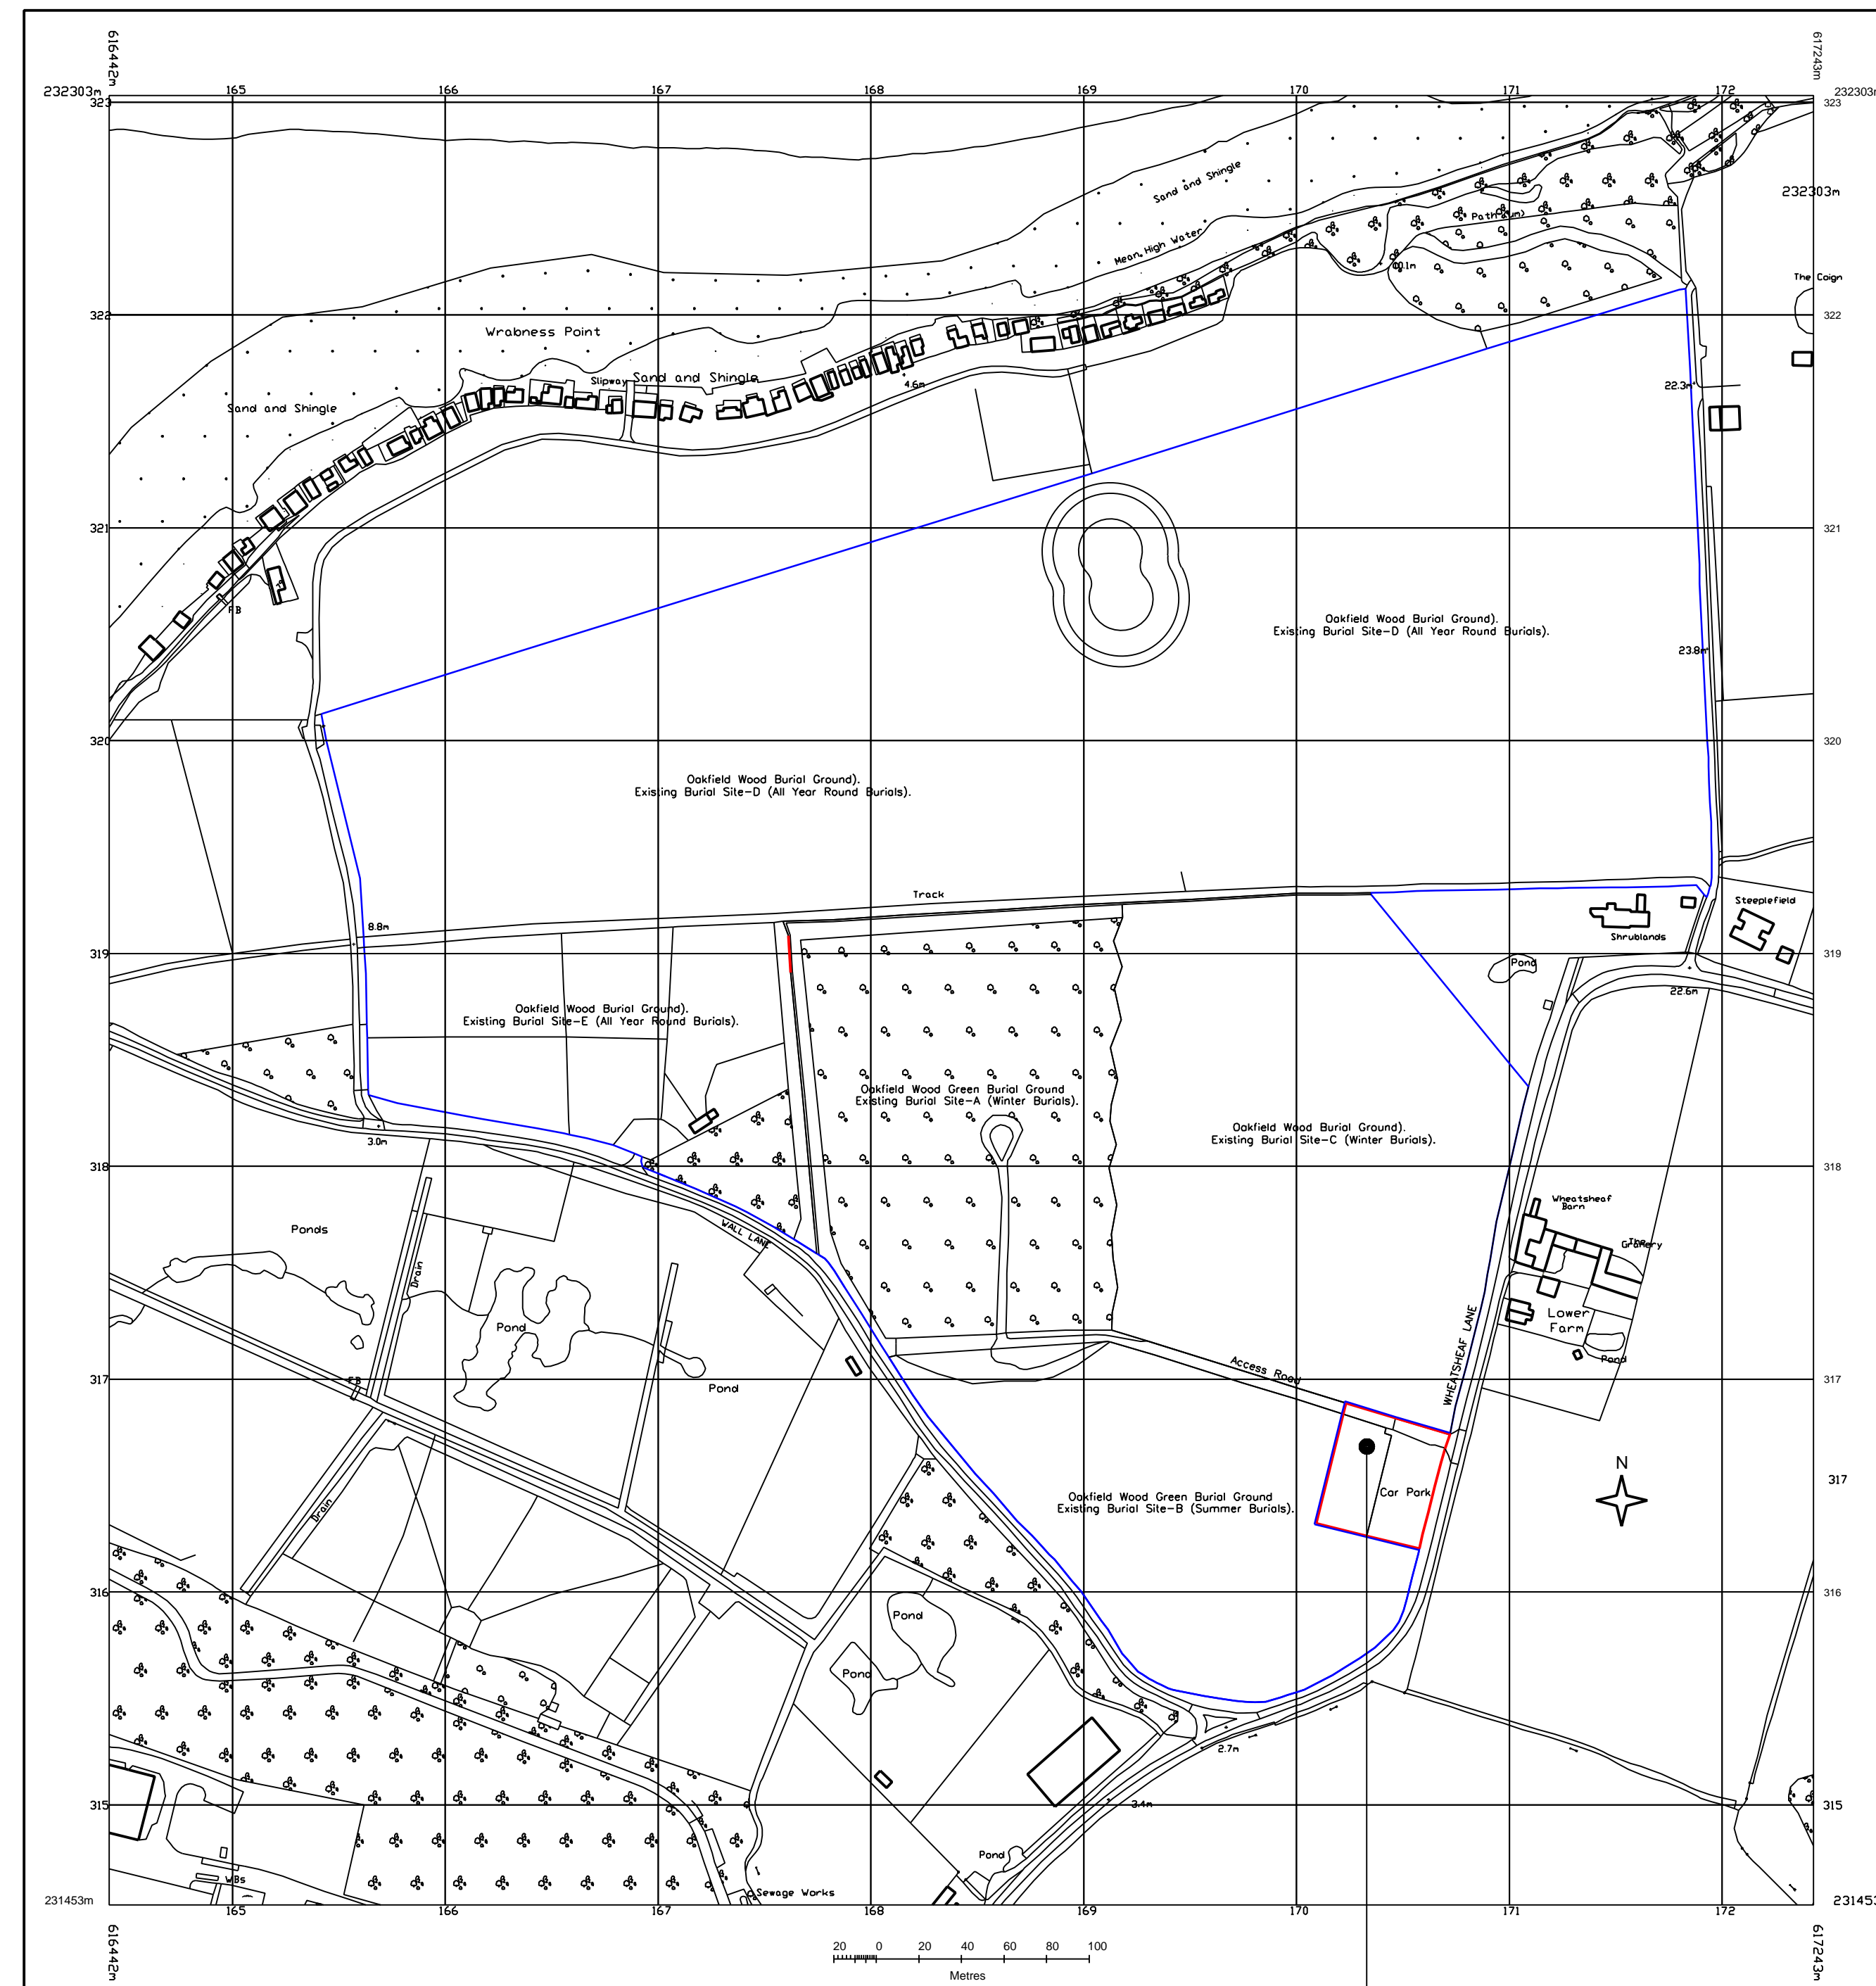 616442m
617243m
232303m
232303m
165
166
167
168
169
170
171
172
323
323
Sand and Shingle
232303m
Path (um)
Mean High Water
The Coign
322
322
Wrabness Point
Slipway
Sand and Shingle
4.6m
22.3m
Sand and Shingle
321
321
FB
Oakfield Wood Burial Ground).
Existing Burial Site-D (All Year Round Burials).
23.8m
320
320
Oakfield Wood Burial Ground).
Existing Burial Site-D (All Year Round Burials).
Track
Steeplefield
8.8m
Shrublands
319
319
Pond
22.6m
Oakfield Wood Burial Ground).
Existing Burial Site-E (All Year Round Burials).
Oakfield Wood Green Burial Ground
Existing Burial Site-A (Winter Burials).
Oakfield Wood Burial Ground).
Existing Burial Site-C (Winter Burials).
3.0m
318
318
Wheatsheaf
Barn
Ponds
WALL LANE
The
Granery
Drain
Lower
Farm
Pond
WHEATSHEAF LANE
Pond
Access Road
317
317
FB
Pond
N
317
Car Park
Oakfield Wood Green Burial Ground
Existing Burial Site-B (Summer Burials).
Drain
316
316
Pond
Pond
2.7m
315
3.4m
315
Pond
WBs
Sewage Works
231453m
231453
165
166
167
168
169
170
171
172
616442m
617243m
20 0 20 40 60 80 100
Metres